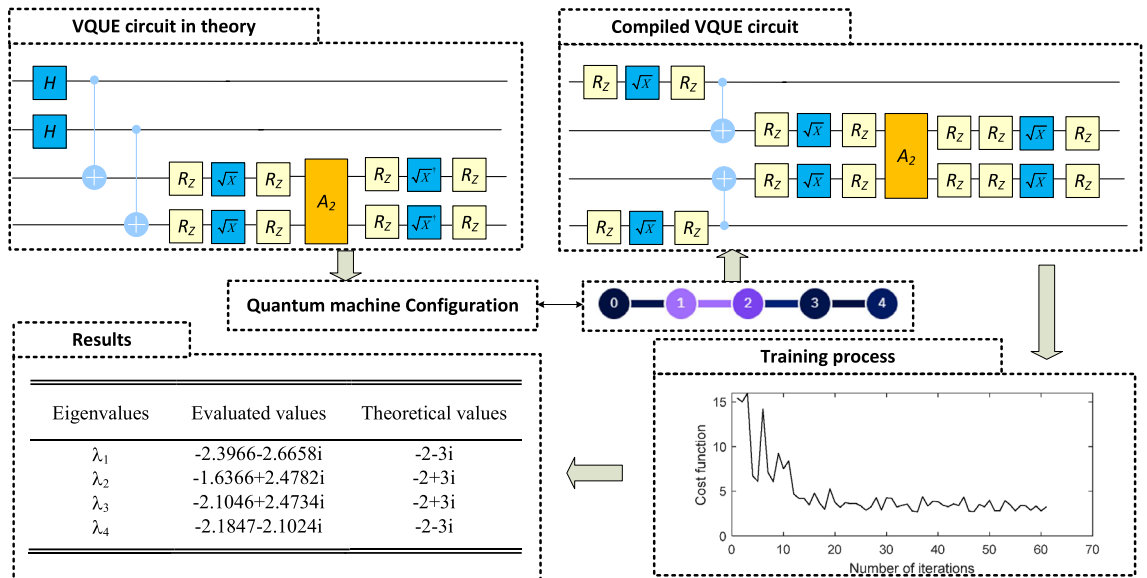 VQUE circuit in theory
H
H
R_Z √X R_Z A_2 R_Z √X† R_Z
R_Z √X R_Z R_Z √X† R_Z
Compiled VQUE circuit
R_Z √X R_Z
R_Z √X R_Z A_2 R_Z R_Z √X R_Z
R_Z √X R_Z R_Z R_Z √X R_Z
R_Z √X R_Z
Quantum machine Configuration
0 1 2 3 4
Results
Eigenvalues Evaluated values Theoretical values
λ1 -2.3966-2.6658i -2-3i
λ2 -1.6366+2.4782i -2+3i
λ3 -2.1046+2.4734i -2+3i
λ4 -2.1847-2.1024i -2-3i
Training process
Cost function
15
10
5
0
0 10 20 30 40 50 60 70
Number of iterations